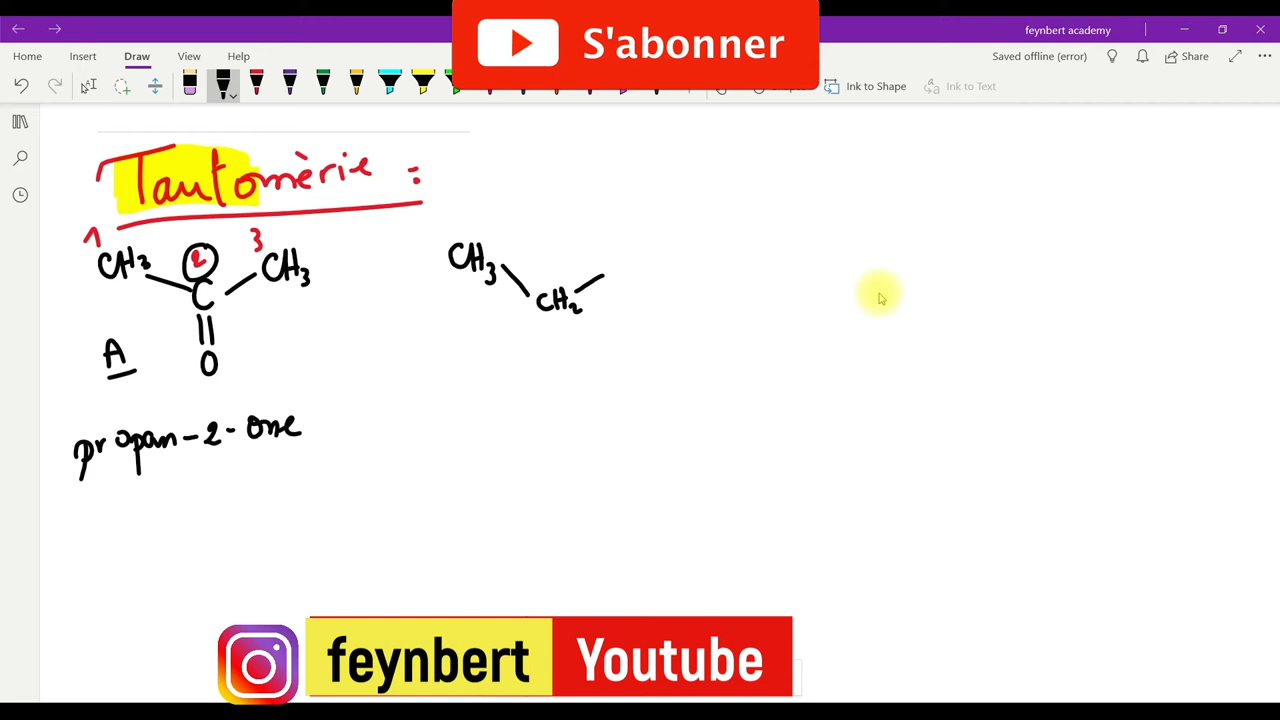 S'abonner
feynbert academy
Home Insert Draw View Help
Saved offline (error)
Share
Ink to Shape
Ink to Text
Tautomèrie :
1 2 3
CH3 C CH3
O
A
propan-2-one
CH3
CH2
feynbert Youtube